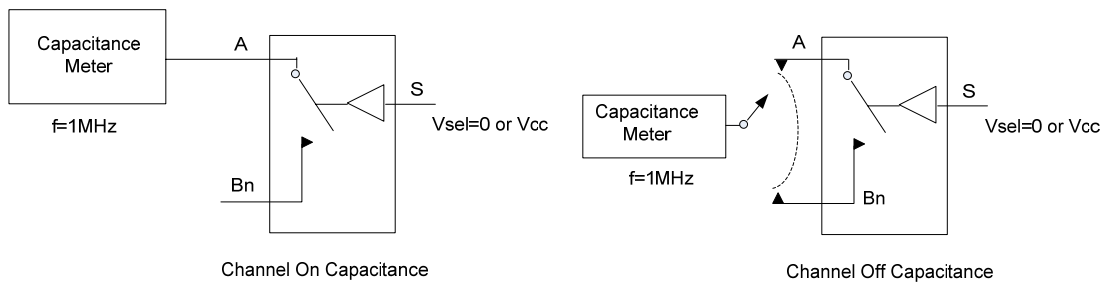 Capacitance
Meter
f=1MHz
A
S
Vsel=0 or Vcc
Bn
Channel On Capacitance
Capacitance
Meter
f=1MHz
A
S
Vsel=0 or Vcc
Bn
Channel Off Capacitance